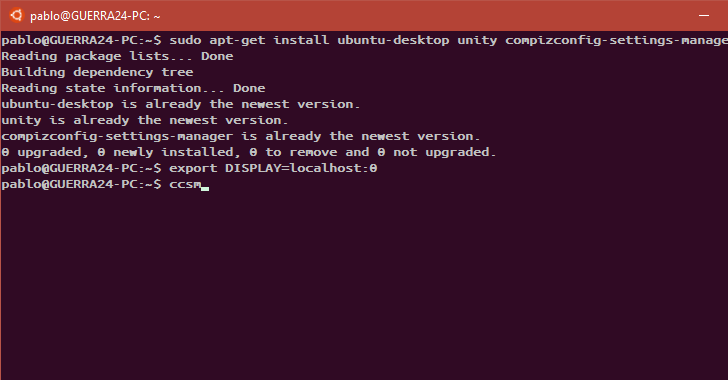 pablo@GUERRA24-PC: ~
pablo@GUERRA24-PC:~$ sudo apt-get install ubuntu-desktop unity compizconfig-settings-manage
Reading package lists... Done
Building dependency tree
Reading state information... Done
ubuntu-desktop is already the newest version.
unity is already the newest version.
compizconfig-settings-manager is already the newest version.
0 upgraded, 0 newly installed, 0 to remove and 0 not upgraded.
pablo@GUERRA24-PC:~$ export DISPLAY=localhost:0
pablo@GUERRA24-PC:~$ ccsm